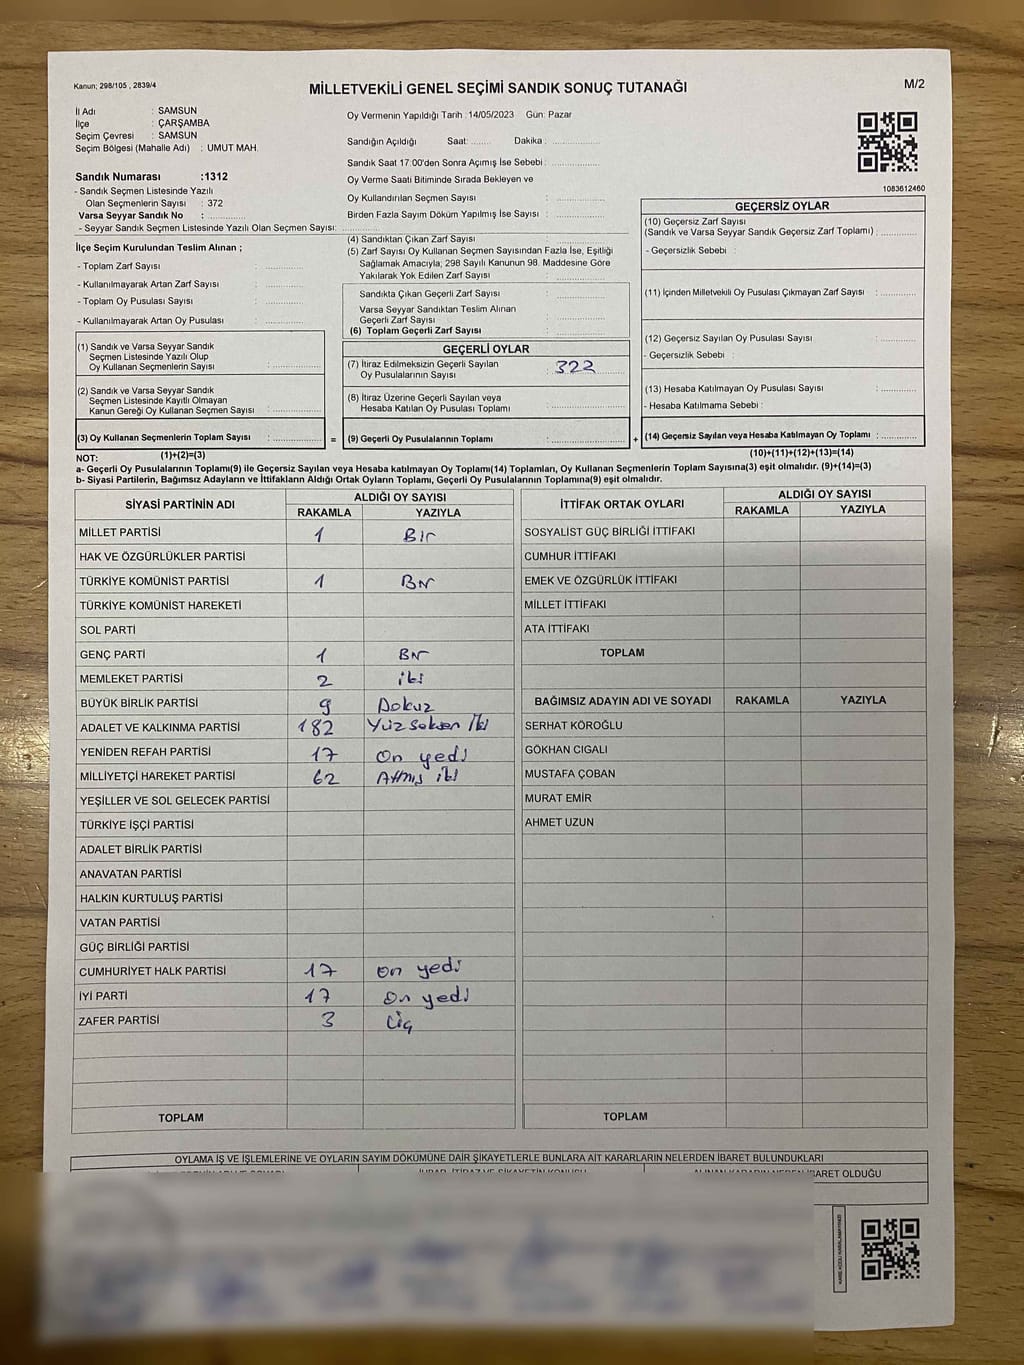 Kanun; 298/105 , 2839/4
MİLLETVEKİLİ GENEL SEÇİMİ SANDIK SONUÇ TUTANAĞI
M/2
İl Adı : SAMSUN
İlçe : ÇARŞAMBA
Seçim Çevresi : SAMSUN
Seçim Bölgesi (Mahalle Adı) : UMUT MAH.
Sandık Numarası :1312
- Sandık Seçmen Listesinde Yazılı
Olan Seçmenlerin Sayısı : 372
Varsa Seyyar Sandık No : ............
- Seyyar Sandık Seçmen Listesinde Yazılı Olan Seçmen Sayısı: ............
İlçe Seçim Kurulundan Teslim Alınan ;
- Toplam Zarf Sayısı : ............
- Kullanılmayarak Artan Zarf Sayısı : ............
- Toplam Oy Pusulası Sayısı : ............
- Kullanılmayarak Artan Oy Pusulası : ............
(1) Sandık ve Varsa Seyyar Sandık
Seçmen Listesinde Yazılı Olup
Oy Kullanan Seçmenlerin Sayısı : ............
(2) Sandık ve Varsa Seyyar Sandık
Seçmen Listesinde Kayıtlı Olmayan
Kanun Gereği Oy Kullanan Seçmen Sayısı : ............
(3) Oy Kullanan Seçmenlerin Toplam Sayısı : ............
Oy Vermenin Yapıldığı Tarih : 14/05/2023 Gün: Pazar
Sandığın Açıldığı Saat: ....... Dakika : ............
Sandık Saat 17:00'den Sonra Açımış İse Sebebi : ............
Oy Verme Saati Bitiminde Sırada Bekleyen ve
Oy Kullandırılan Seçmen Sayısı : ............
Birden Fazla Sayım Döküm Yapılmış İse Sayısı : ............
(4) Sandıktan Çıkan Zarf Sayısı : ............
(5) Zarf Sayısı Oy Kullanan Seçmen Sayısından Fazla İse, Eşitliği
Sağlamak Amacıyla; 298 Sayılı Kanunun 98. Maddesine Göre
Yakılarak Yok Edilen Zarf Sayısı : ............
Sandıkta Çıkan Geçerli Zarf Sayısı : ............
Varsa Seyyar Sandıktan Teslim Alınan
Geçerli Zarf Sayısı : ............
(6) Toplam Geçerli Zarf Sayısı : ............
GEÇERLİ OYLAR
(7) İtiraz Edilmeksizin Geçerli Sayılan
Oy Pusulalarının Sayısı : 322
(8) İtiraz Üzerine Geçerli Sayılan veya
Hesaba Katılan Oy Pusulası Toplamı : ............
= (9) Geçerli Oy Pusulalarının Toplamı : ............
1083612460
GEÇERSİZ OYLAR
(10) Geçersiz Zarf Sayısı
(Sandık ve Varsa Seyyar Sandık Geçersiz Zarf Toplamı) : ............
- Geçersizlik Sebebi :
(11) İçinden Milletvekili Oy Pusulası Çıkmayan Zarf Sayısı : ............
(12) Geçersiz Sayılan Oy Pusulası Sayısı : ............
- Geçersizlik Sebebi :
(13) Hesaba Katılmayan Oy Pusulası Sayısı : ............
- Hesaba Katılmama Sebebi :
+ (14) Geçersiz Sayılan veya Hesaba Katılmayan Oy Toplamı : ............
NOT: (1)+(2)=(3) (10)+(11)+(12)+(13)=(14)
a- Geçerli Oy Pusulalarının Toplamı(9) ile Geçersiz Sayılan veya Hesaba katılmayan Oy Toplamı(14) Toplamları, Oy Kullanan Seçmenlerin Toplam Sayısına(3) eşit olmalıdır. (9)+(14)=(3)
b- Siyasi Partilerin, Bağımsız Adayların ve İttifakların Aldığı Ortak Oyların Toplamı, Geçerli Oy Pusulalarının Toplamına(9) eşit olmalıdır.
SİYASİ PARTİNİN ADI ALDIĞI OY SAYISI
RAKAMLA YAZIYLA
MİLLET PARTİSİ 1 Bir
HAK VE ÖZGÜRLÜKLER PARTİSİ
TÜRKİYE KOMÜNİST PARTİSİ 1 Bir
TÜRKİYE KOMÜNİST HAREKETİ
SOL PARTİ
GENÇ PARTİ 1 Bir
MEMLEKET PARTİSİ 2 iki
BÜYÜK BİRLİK PARTİSİ 9 Dokuz
ADALET VE KALKINMA PARTİSİ 182 Yüz seksen iki
YENİDEN REFAH PARTİSİ 17 On yedi
MİLLİYETÇİ HAREKET PARTİSİ 62 Atmış iki
YEŞİLLER VE SOL GELECEK PARTİSİ
TÜRKİYE İŞÇİ PARTİSİ
ADALET BİRLİK PARTİSİ
ANAVATAN PARTİSİ
HALKIN KURTULUŞ PARTİSİ
VATAN PARTİSİ
GÜÇ BİRLİĞİ PARTİSİ
CUMHURİYET HALK PARTİSİ 17 On yedi
İYİ PARTİ 17 On yedi
ZAFER PARTİSİ 3 Üç
TOPLAM
İTTİFAK ORTAK OYLARI ALDIĞI OY SAYISI
RAKAMLA YAZIYLA
SOSYALİST GÜÇ BİRLİĞİ İTTİFAKI
CUMHUR İTTİFAKI
EMEK VE ÖZGÜRLÜK İTTİFAKI
MİLLET İTTİFAKI
ATA İTTİFAKI
TOPLAM
BAĞIMSIZ ADAYIN ADI VE SOYADI RAKAMLA YAZIYLA
SERHAT KÖROĞLU
GÖKHAN CIGALI
MUSTAFA ÇOBAN
MURAT EMİR
AHMET UZUN
TOPLAM
OYLAMA İŞ VE İŞLEMLERİNE VE OYLARIN SAYIM DÖKÜMÜNE DAİR ŞİKAYETLERLE BUNLARA AİT KARARLARIN NELERDEN İBARET BULUNDUKLARI
İHBAR, İTİRAZ VE ŞİKAYETİN KONUSU ALINAN KARARIN NEDEN İBARET OLDUĞU